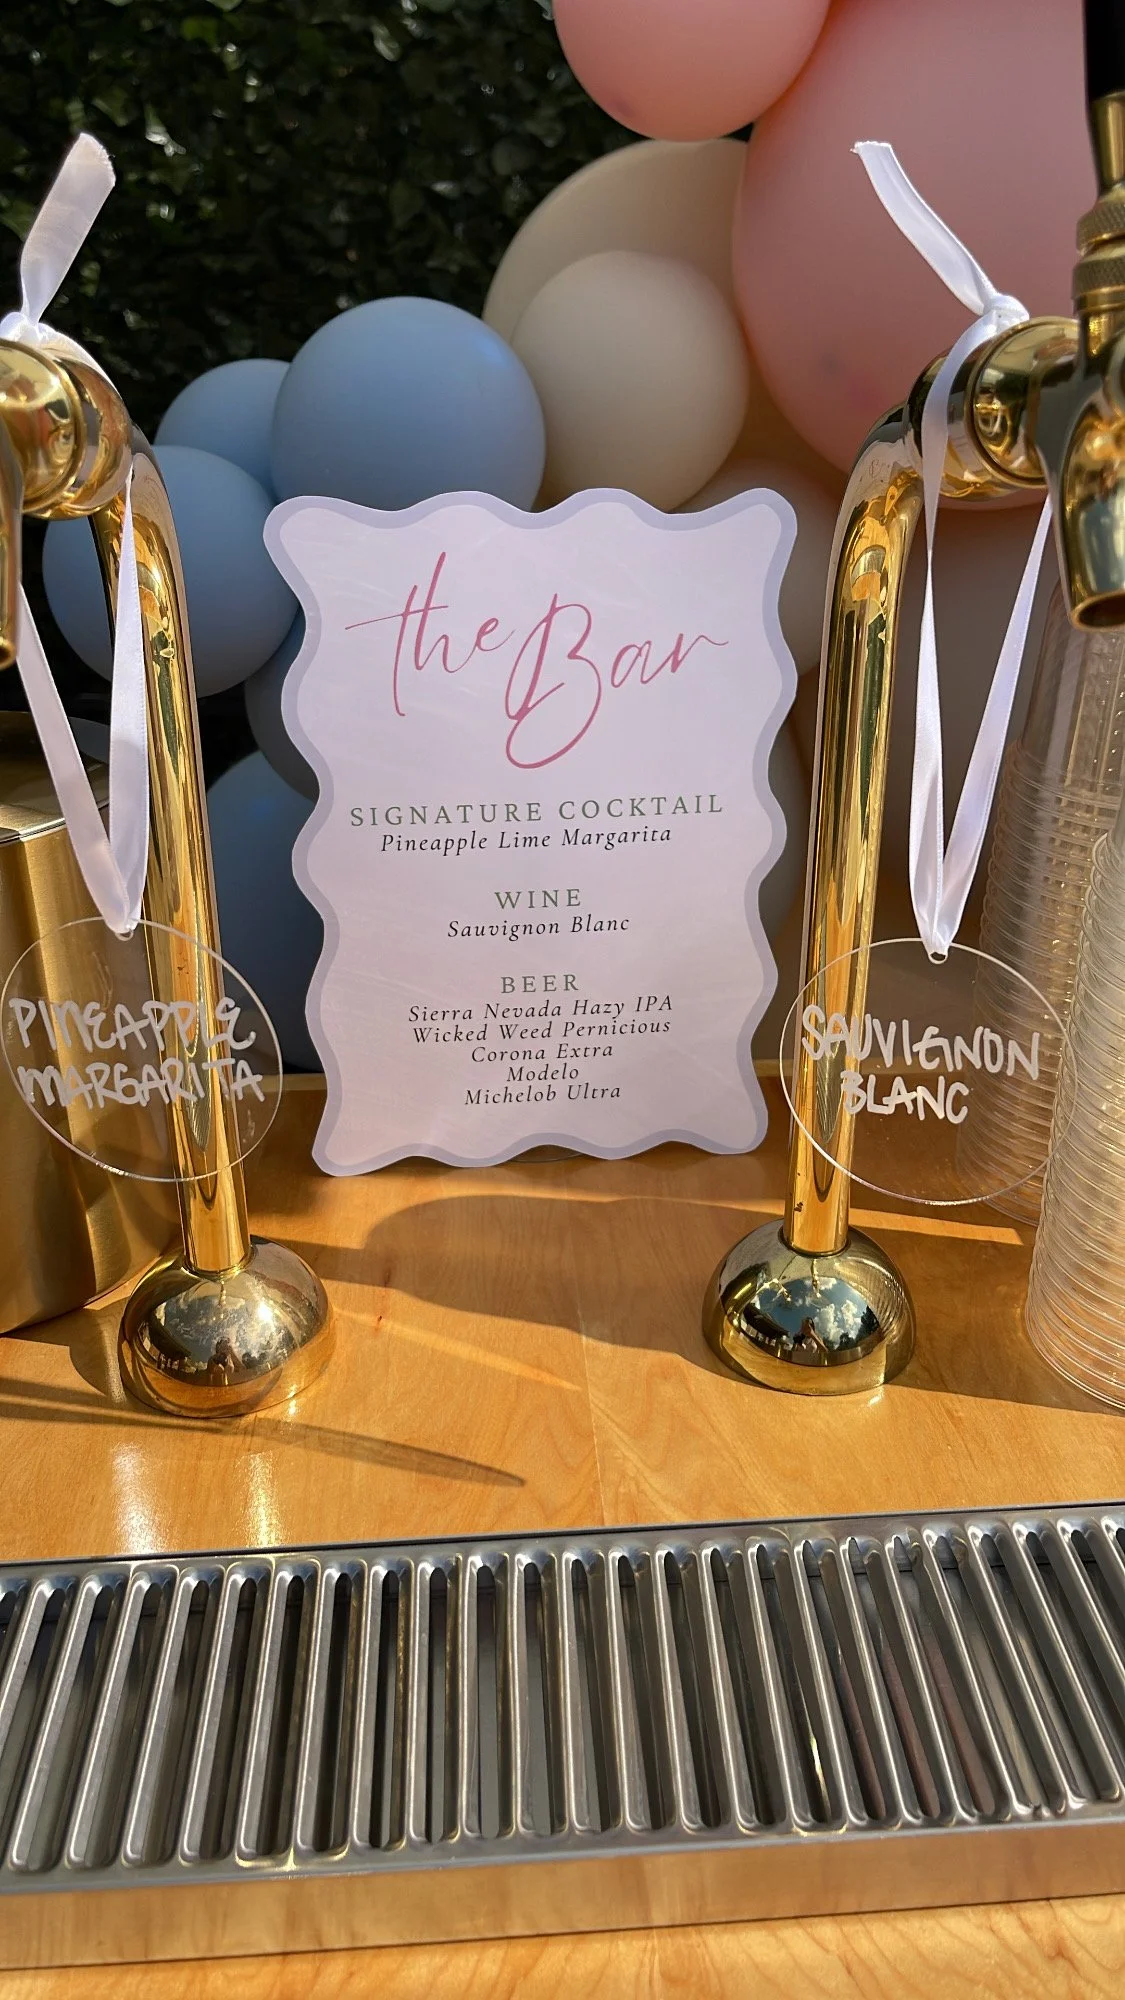 the Bar
SIGNATURE COCKTAIL
Pineapple Lime Margarita
WINE
Sauvignon Blanc
BEER
Sierra Nevada Hazy IPA
Wicked Weed Pernicious
Corona Extra
Modelo
Michelob Ultra
PINEAPPLE
MARGARITA
SAUVIGNON
BLANC